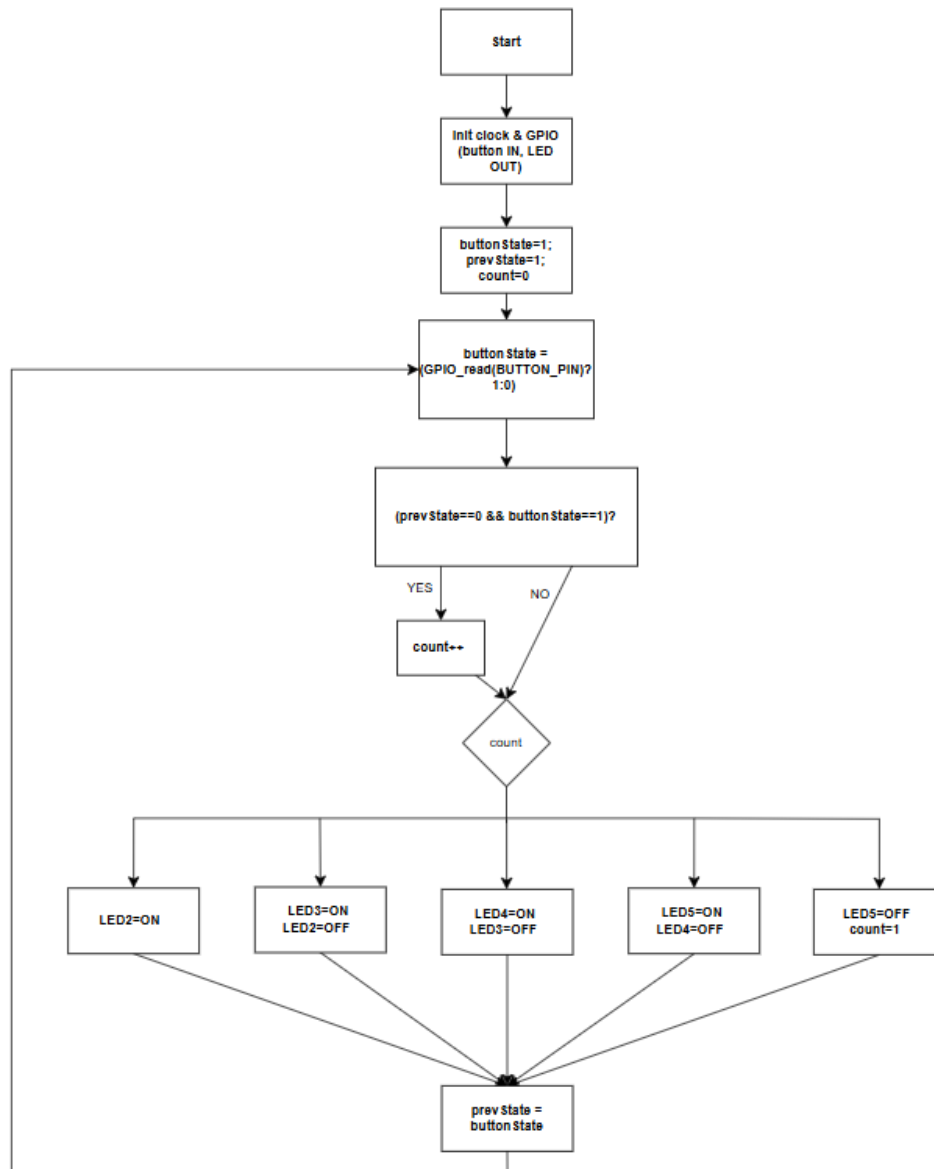 Start
Init clock & GPIO
(button IN, LED
OUT)
buttonState=1;
prevState=1;
count=0
buttonState =
(GPIO_read(BUTTON_PIN)?
1:0)
(prevState==0 && buttonState==1)?
YES
NO
count++
count
LED2=ON
LED3=ON
LED2=OFF
LED4=ON
LED3=OFF
LED5=ON
LED4=OFF
LED5=OFF
count=1
prevState =
buttonState